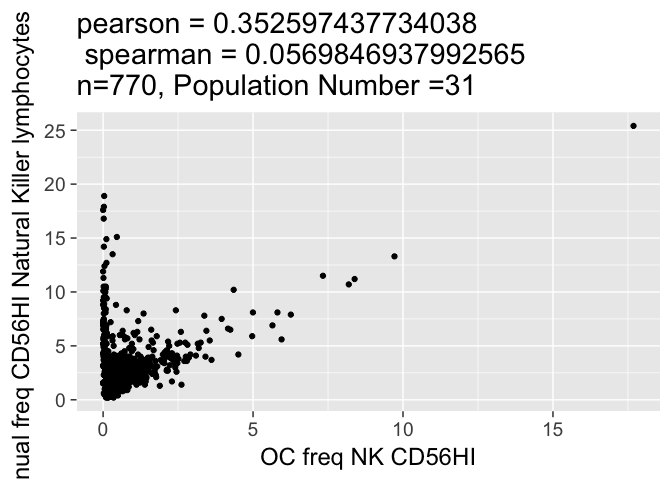 pearson = 0.352597437734038
spearman = 0.0569846937992565
n=770, Population Number =31
nual freq CD56HI Natural Killer lymphocytes
25
20
15
10
5
0
0
5
10
15
OC freq NK CD56HI